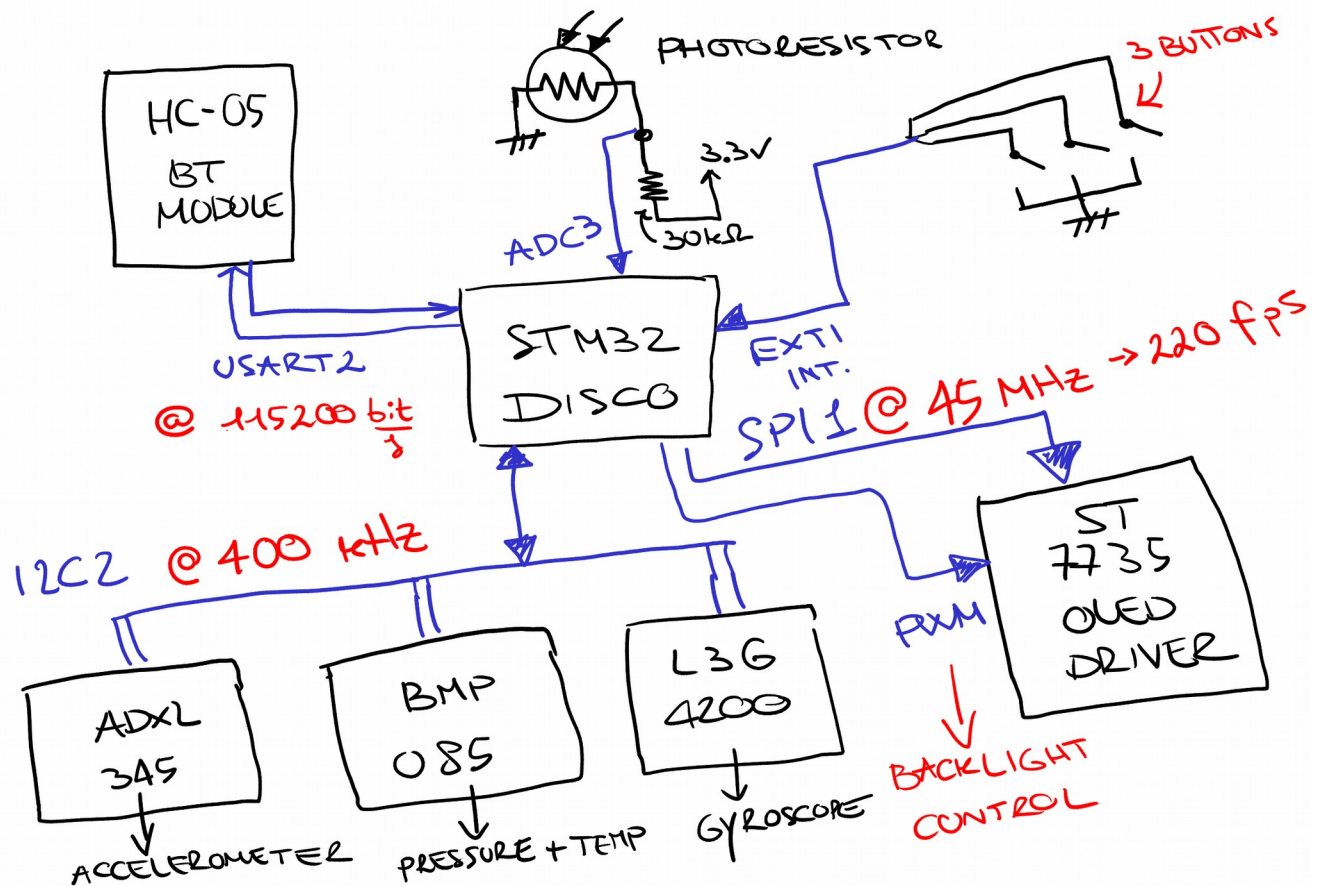 PHOTORESISTOR
3 BUTTONS
HC-05
BT
MODULE
3.3V
30kΩ
ADC3
STM32
DISCO
USART2
@ 115200 bit/s
EXTI
INT.
SPI1 @ 45 MHz → 220 fps
I2C2 @ 400 kHz
ST
7735
OLED
DRIVER
PWM
BACKLIGHT
CONTROL
ADXL
345
ACCELEROMETER
BMP
085
PRESSURE + TEMP
L3G
4200
GYROSCOPE